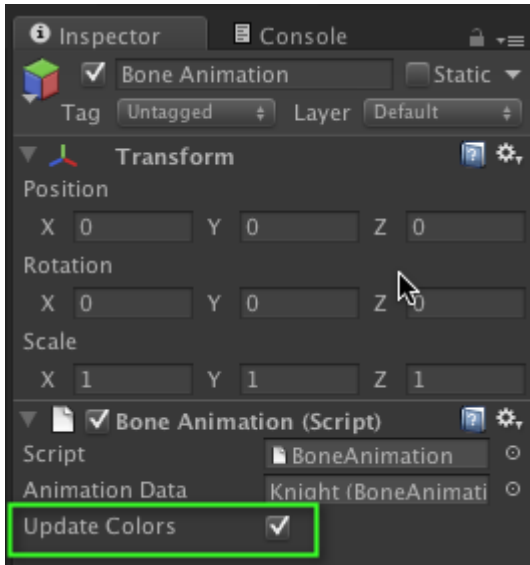 Inspector Console
Bone Animation Static
Tag Untagged Layer Default
Transform
Position
X 0 Y 0 Z 0
Rotation
X 0 Y 0 Z 0
Scale
X 1 Y 1 Z 1
Bone Animation (Script)
Script BoneAnimation
Animation Data Knight (BoneAnimati
Update Colors